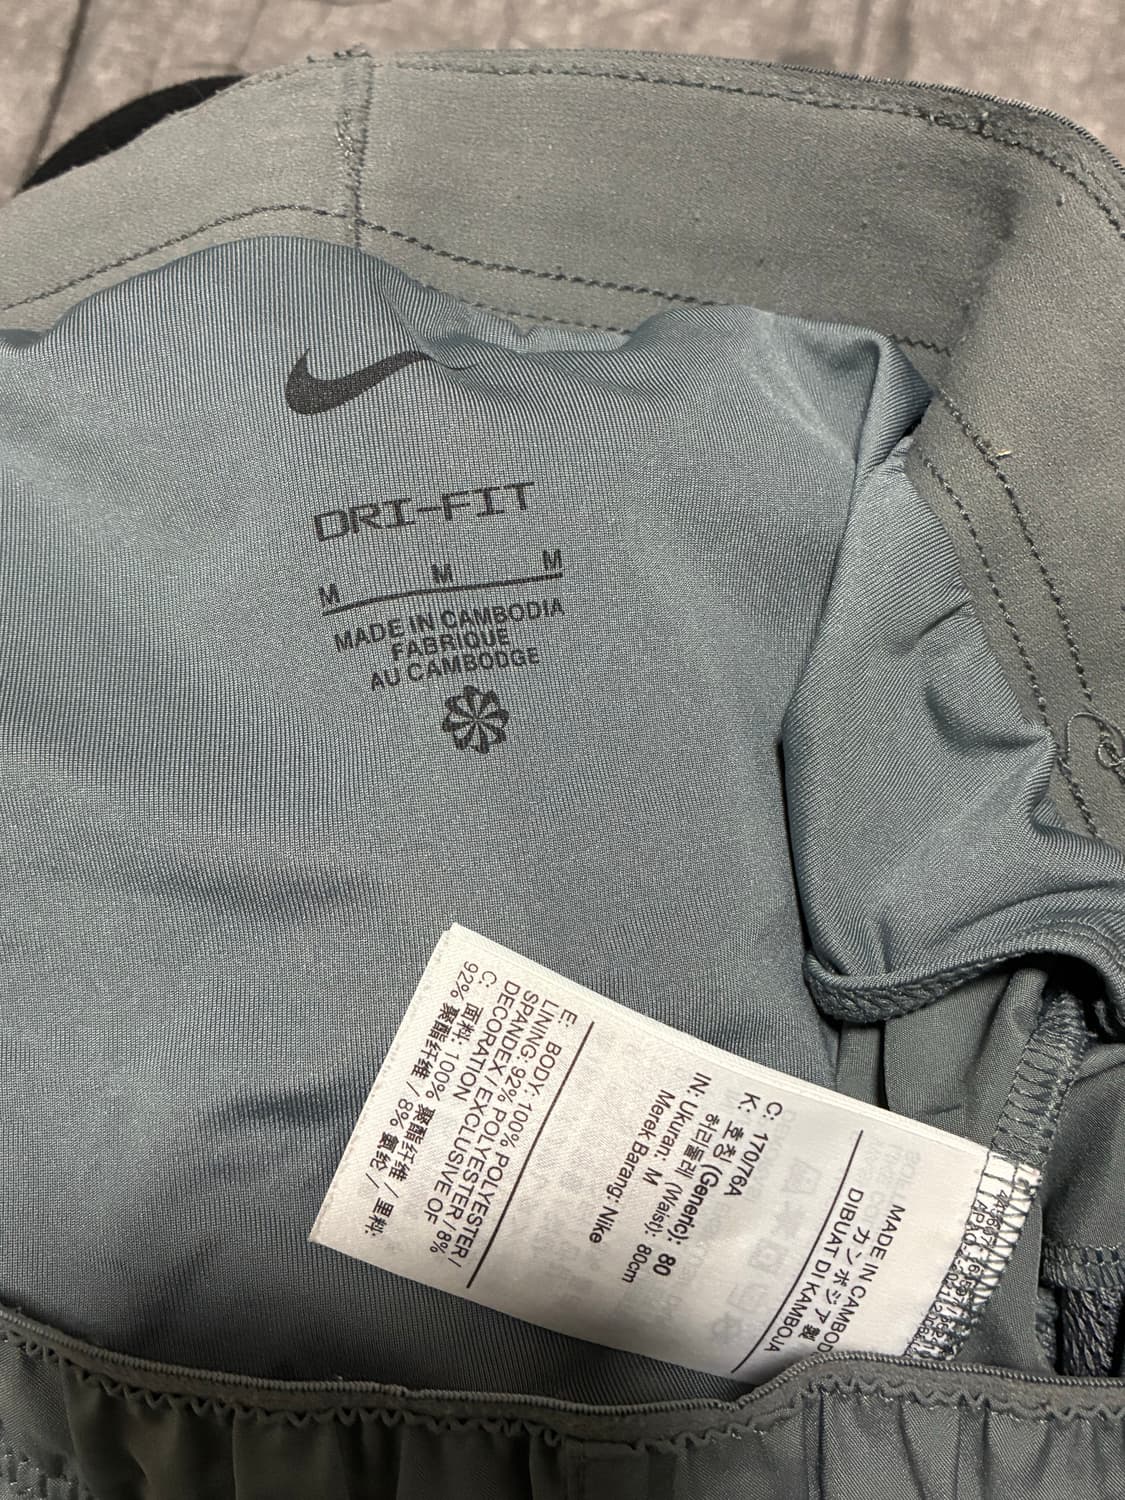 DRI-FIT
M M M
MADE IN CAMBODIA
FABRIQUE
AU CAMBODGE
MADE IN CAMBOD
カンボジア製
DIBUAT DI KAMBOJA
C: 170/76A
K: 호칭 (Generic): 80
허리둘레 (Waist): 80cm
IN: Ukuran: M
Merek Barang: Nike
E: BODY: 100% POLYESTER/
LINING: 92% POLYESTER/8%
SPANDEX / EXCLUSIVE OF
DECORATION
C: 面料: 100% 聚酯纤维 / 里料:
92% 聚酯纤维 / 8% 氨纶 /